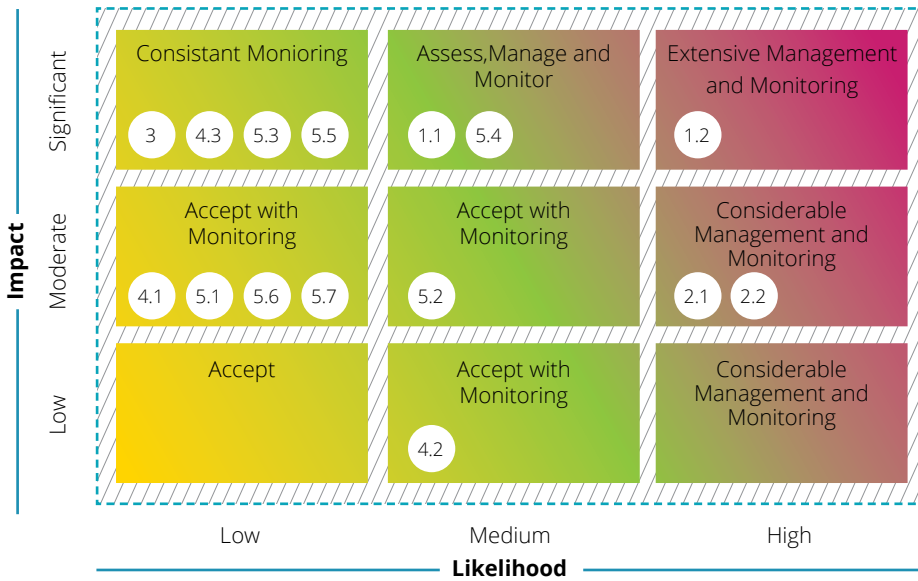 Impact
Significant
Consistant Monioring
3 4.3 5.3 5.5
Assess,Manage and
Monitor
1.1 5.4
Extensive Management
and Monitoring
1.2
Moderate
Accept with
Monitoring
4.1 5.1 5.6 5.7
Accept with
Monitoring
5.2
Considerable
Management and
Monitoring
2.1 2.2
Low
Accept
Accept with
Monitoring
4.2
Considerable
Management and
Monitoring
Low Medium High
Likelihood